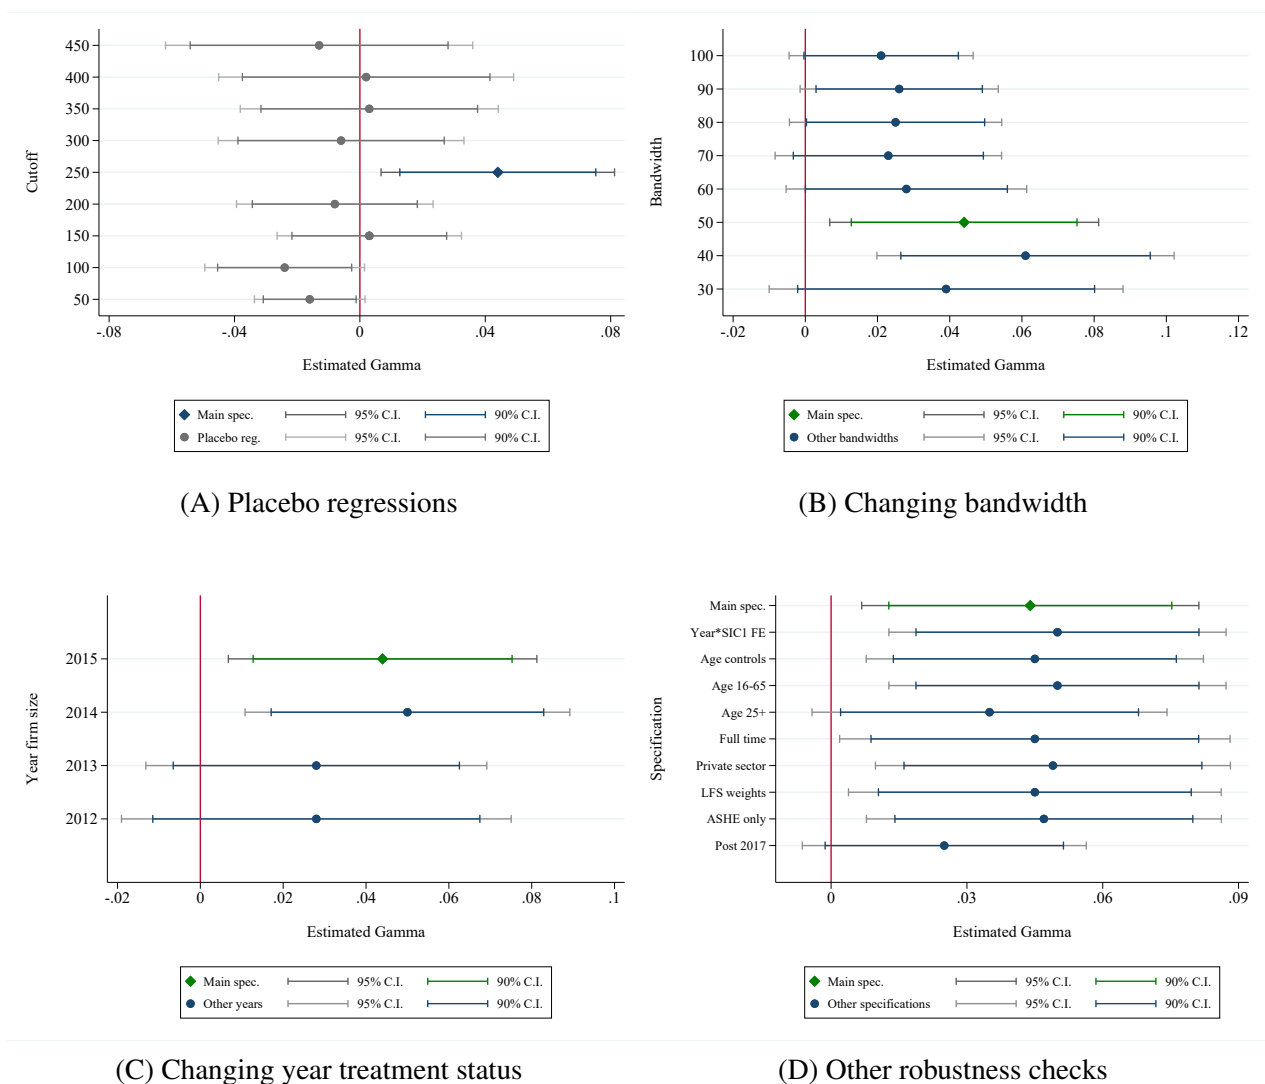 450
400
350
300
250
200
150
100
50
Cutoff
-.08 -.04 0 .04 .08
Estimated Gamma
Main spec. 95% C.I. 90% C.I.
Placebo reg. 95% C.I. 90% C.I.
(A) Placebo regressions
100
90
80
70
60
50
40
30
Bandwidth
-.02 0 .02 .04 .06 .08 .1 .12
Estimated Gamma
Main spec. 95% C.I. 90% C.I.
Other bandwidths 95% C.I. 90% C.I.
(B) Changing bandwidth
2015
2014
2013
2012
Year firm size
-.02 0 .02 .04 .06 .08 .1
Estimated Gamma
Main spec. 95% C.I. 90% C.I.
Other years 95% C.I. 90% C.I.
(C) Changing year treatment status
Main spec.
Year*SIC1 FE
Age controls
Age 16-65
Age 25+
Full time
Private sector
LFS weights
ASHE only
Post 2017
Specification
0 .03 .06 .09
Estimated Gamma
Main spec. 95% C.I. 90% C.I.
Other specifications 95% C.I. 90% C.I.
(D) Other robustness checks